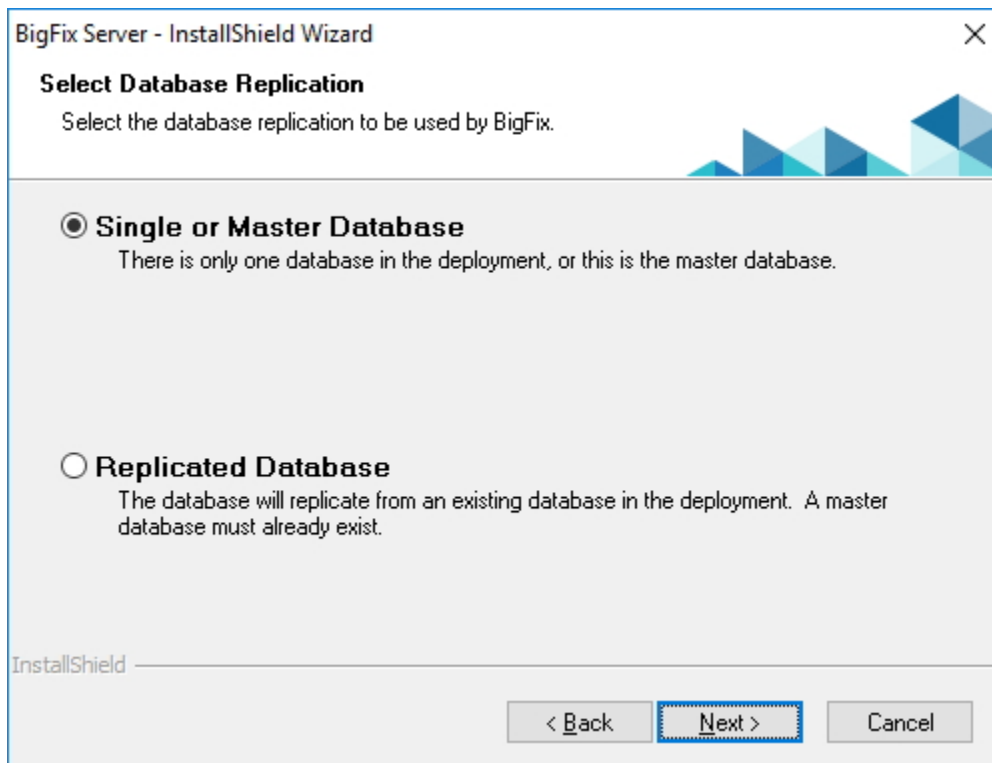 BigFix Server - InstallShield Wizard
Select Database Replication
Select the database replication to be used by BigFix.
Single or Master Database
There is only one database in the deployment, or this is the master database.
Replicated Database
The database will replicate from an existing database in the deployment.  A master
database must already exist.
InstallShield
< Back
Next >
Cancel